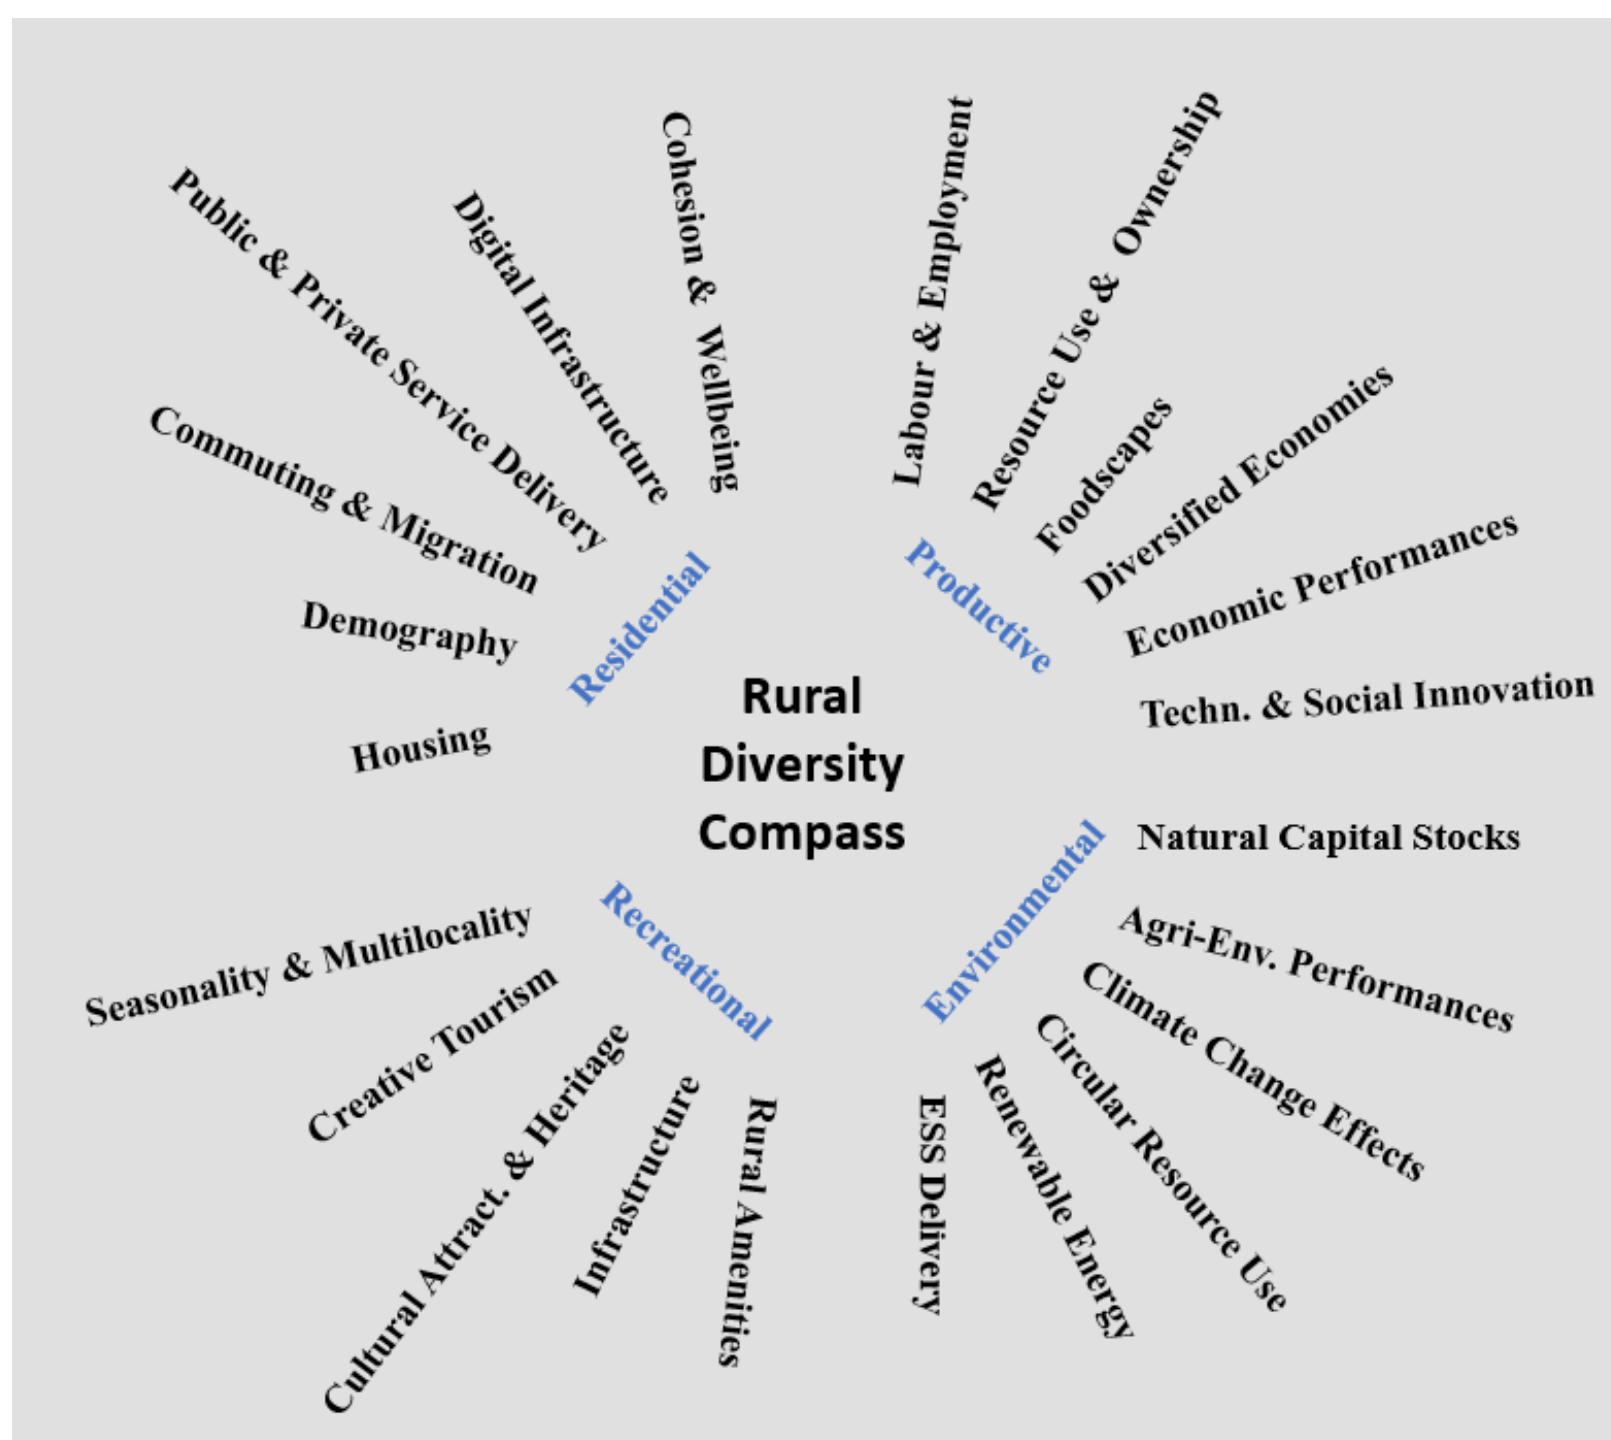 Rural
Diversity
Compass
Residential
Housing
Demography
Commuting & Migration
Public & Private Service Delivery
Digital Infrastructure
Cohesion & Wellbeing
Productive
Labour & Employment
Resource Use & Ownership
Foodscapes
Diversified Economies
Economic Performances
Techn. & Social Innovation
Environmental
Natural Capital Stocks
Agri-Env. Performances
Climate Change Effects
Circular Resource Use
Renewable Energy
ESS Delivery
Recreational
Rural Amenities
Infrastructure
Cultural Attract. & Heritage
Creative Tourism
Seasonality & Multilocality